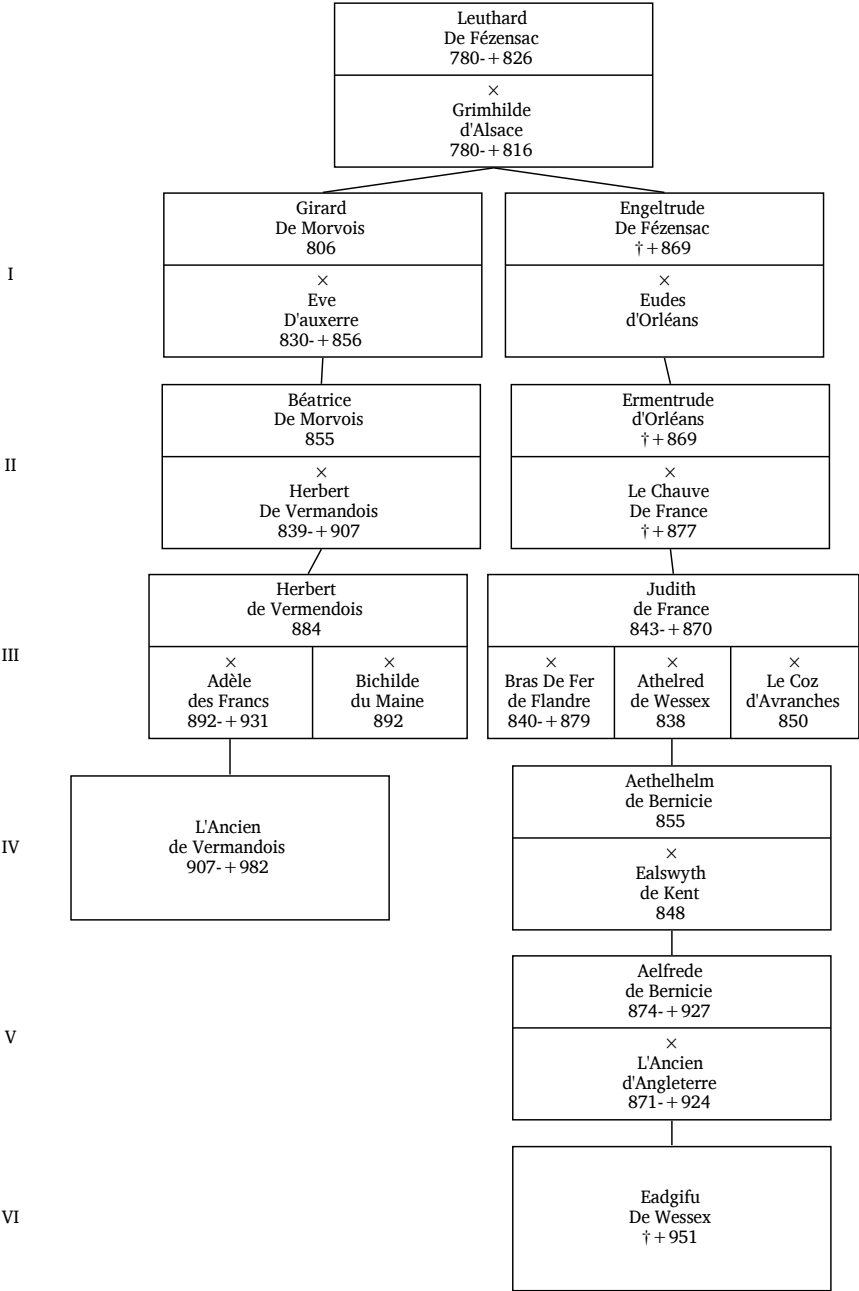 Leuthard
De Fézensac
780-+826
×
Grimhilde
d'Alsace
780-+816
I
Girard
De Morvois
806
×
Eve
D'auxerre
830-+856
Engeltrude
De Fézensac
†+869
×
Eudes
d'Orléans
II
Béatrice
De Morvois
855
×
Herbert
De Vermandois
839-+907
Ermentrude
d'Orléans
†+869
×
Le Chauve
De France
†+877
III
Herbert
de Vermendois
884
×
Adèle
des Francs
892-+931
×
Bichilde
du Maine
892
Judith
de France
843-+870
×
Bras De Fer
de Flandre
840-+879
×
Athelred
de Wessex
838
×
Le Coz
d'Avranches
850
IV
L'Ancien
de Vermandois
907-+982
Aethelhelm
de Bernicie
855
×
Ealswyth
de Kent
848
V
Aelfrede
de Bernicie
874-+927
×
L'Ancien
d'Angleterre
871-+924
VI
Eadgifu
De Wessex
†+951